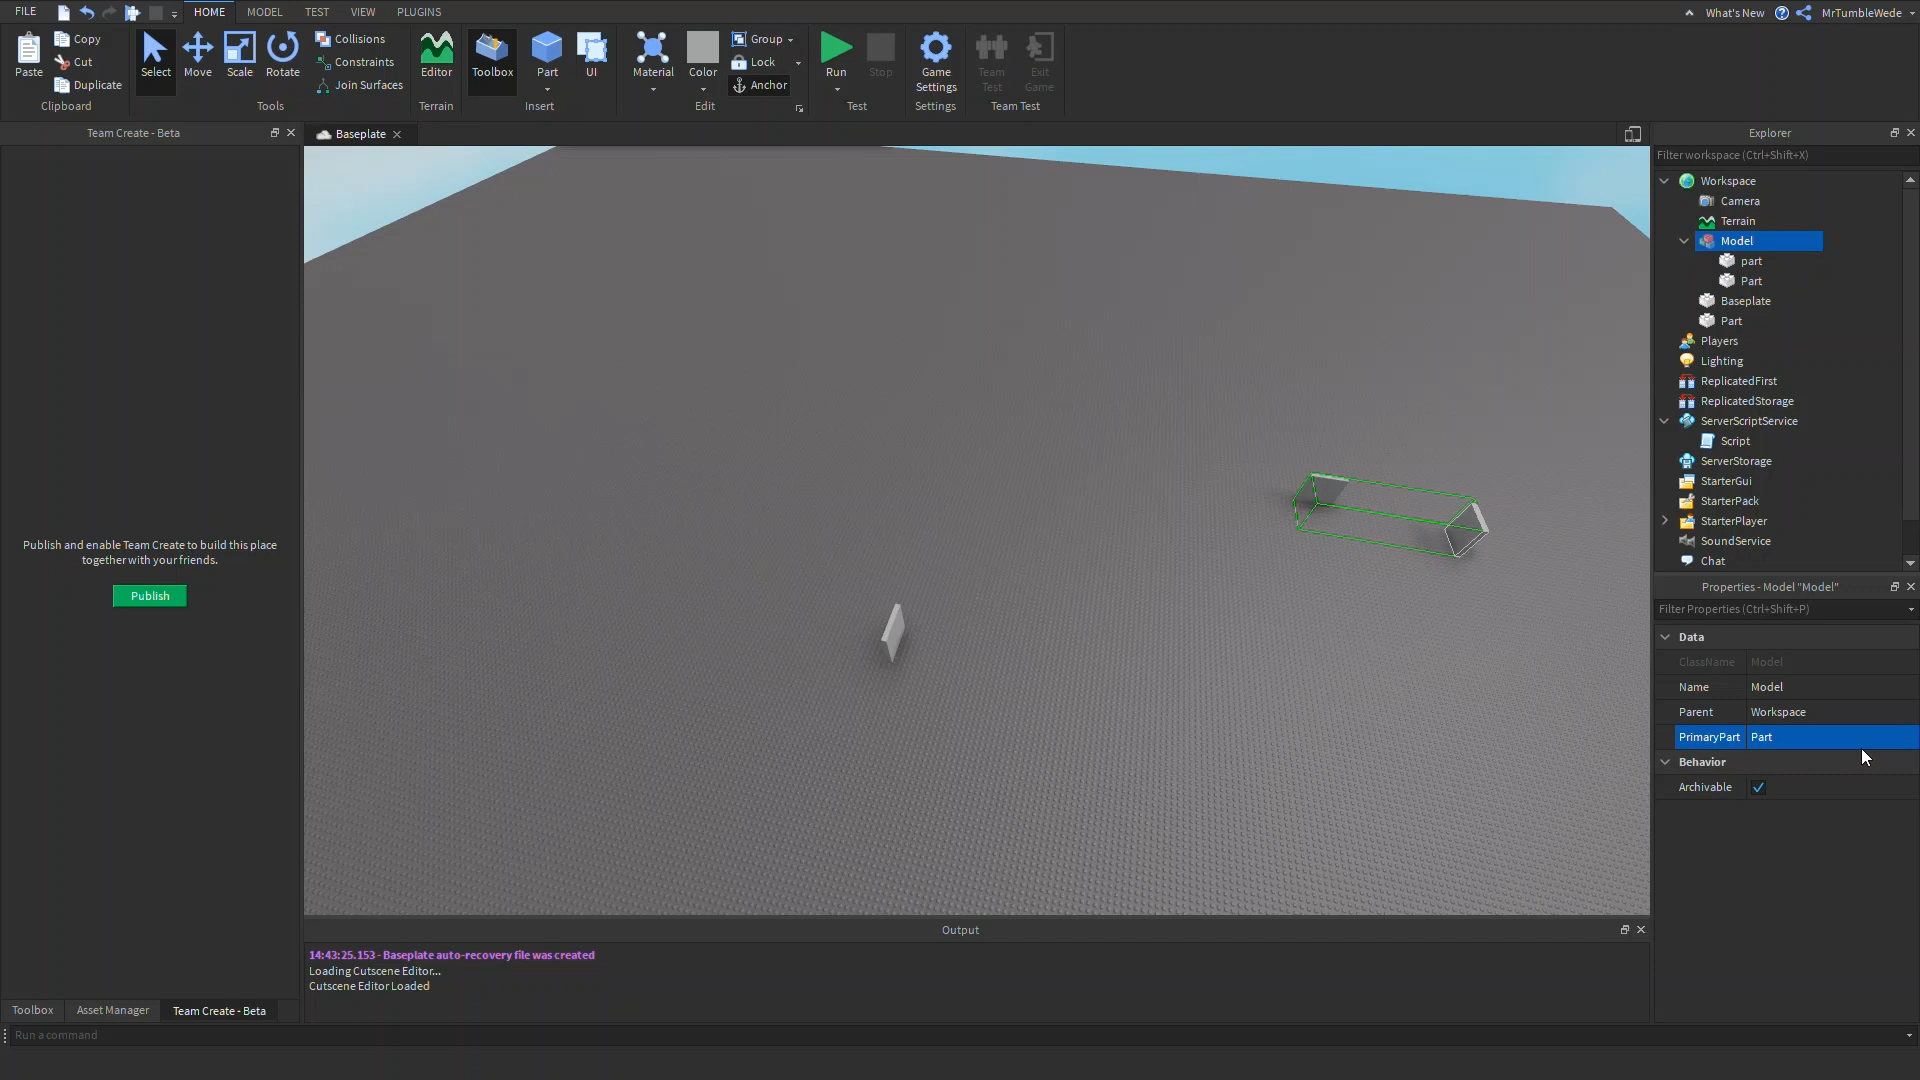 FILE
HOME
MODEL
TEST
VIEW
PLUGINS
What's New
MrTumbleWede
Paste
Copy
Cut
Duplicate
Clipboard
Select
Move
Scale
Rotate
Collisions
Constraints
Join Surfaces
Tools
Editor
Terrain
Toolbox
Part
UI
Insert
Material
Color
Group
Lock
Anchor
Edit
Run
Stop
Test
Game
Settings
Settings
Team
Test
Exit
Game
Team Test
Team Create - Beta
Baseplate
Explorer
Filter workspace (Ctrl+Shift+X)
Workspace
Camera
Terrain
Model
part
Part
Baseplate
Part
Players
Lighting
ReplicatedFirst
ReplicatedStorage
ServerScriptService
Script
ServerStorage
StarterGui
StarterPack
StarterPlayer
SoundService
Chat
Publish and enable Team Create to build this place
together with your friends.
Publish
Properties - Model "Model"
Filter Properties (Ctrl+Shift+P)
Data
ClassName Model
Name Model
Parent Workspace
PrimaryPart Part
Behavior
Archivable
Output
14:43:25.153 - Baseplate auto-recovery file was created
Loading Cutscene Editor...
Cutscene Editor Loaded
Toolbox
Asset Manager
Team Create - Beta
Run a command